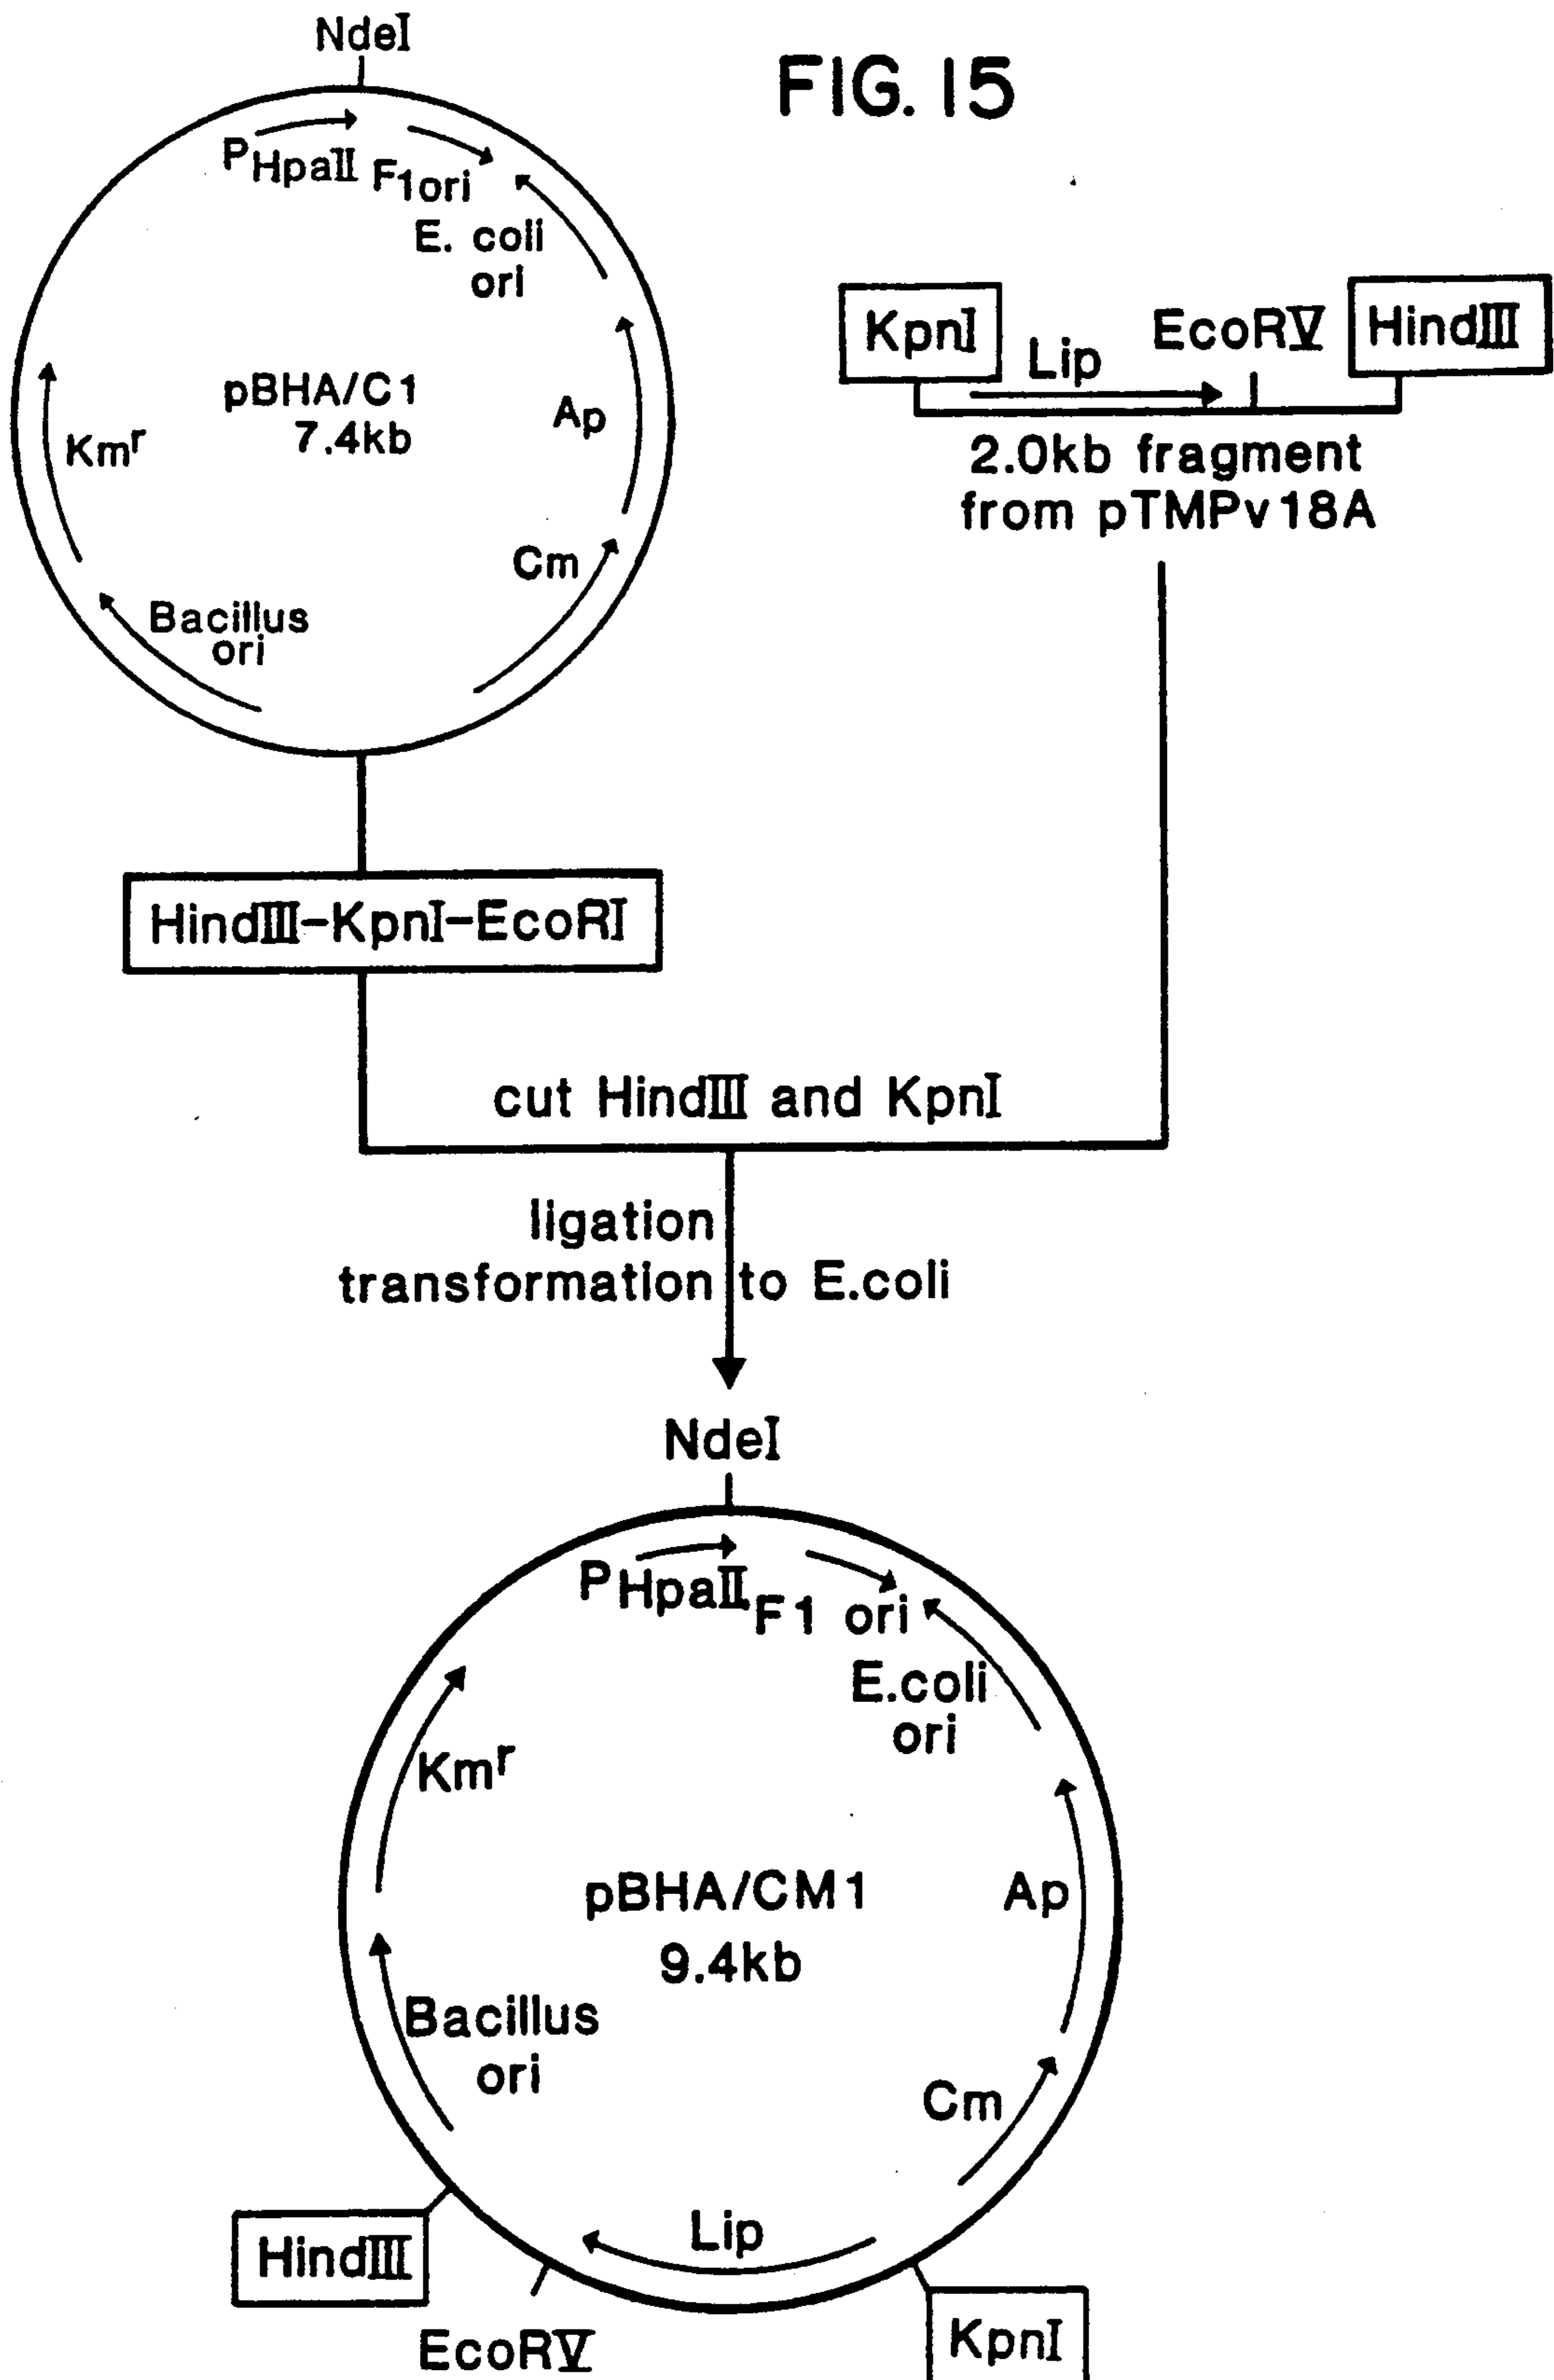 FIG. 15
NdeI
PHpaII
F1ori
E. coli
ori
pBHA/C1
7.4kb
Ap
Kmr
Cm
Bacillus
ori
KpnI
Lip
EcoRV
HindIII
2.0kb fragment
from pTMPv18A
HindIII-KpnI-EcoRI
cut HindIII and KpnI
ligation
transformation to E.coli
NdeI
PHpaII
F1 ori
E.coli
ori
Kmr
pBHA/CM1
9.4kb
Ap
Bacillus
ori
Cm
Lip
HindIII
EcoRV
KpnI